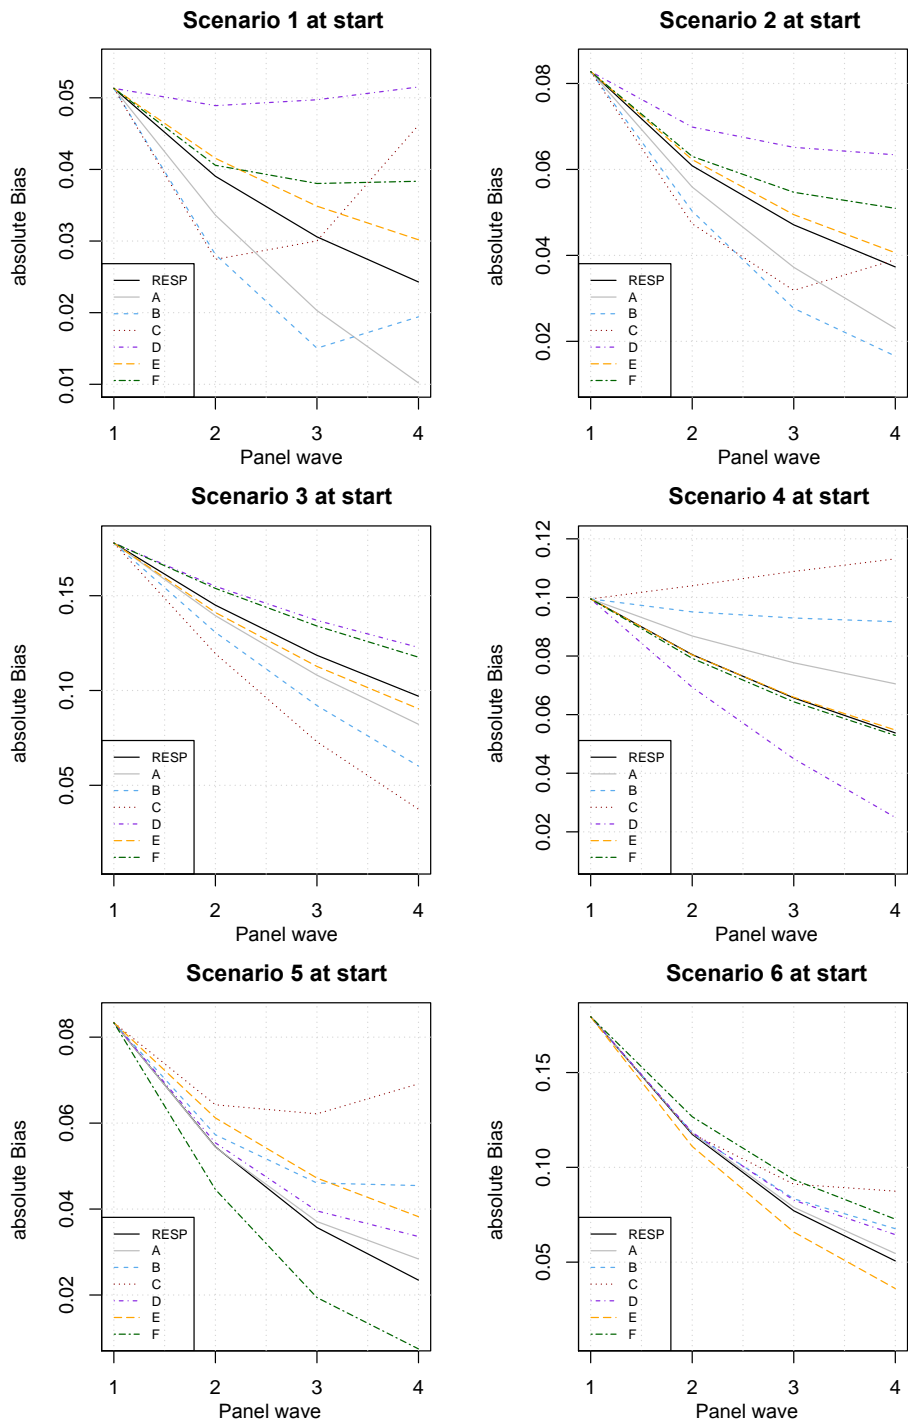 Scenario 1 at start
absolute Bias
0.05
0.04
0.03
0.02
0.01
RESP
A
B
C
D
E
F
1 2 3 4
Panel wave
Scenario 2 at start
absolute Bias
0.08
0.06
0.04
0.02
RESP
A
B
C
D
E
F
1 2 3 4
Panel wave
Scenario 3 at start
absolute Bias
0.15
0.10
0.05
RESP
A
B
C
D
E
F
1 2 3 4
Panel wave
Scenario 4 at start
absolute Bias
0.12
0.10
0.08
0.06
0.04
0.02
RESP
A
B
C
D
E
F
1 2 3 4
Panel wave
Scenario 5 at start
absolute Bias
0.08
0.06
0.04
0.02
RESP
A
B
C
D
E
F
1 2 3 4
Panel wave
Scenario 6 at start
absolute Bias
0.15
0.10
0.05
RESP
A
B
C
D
E
F
1 2 3 4
Panel wave